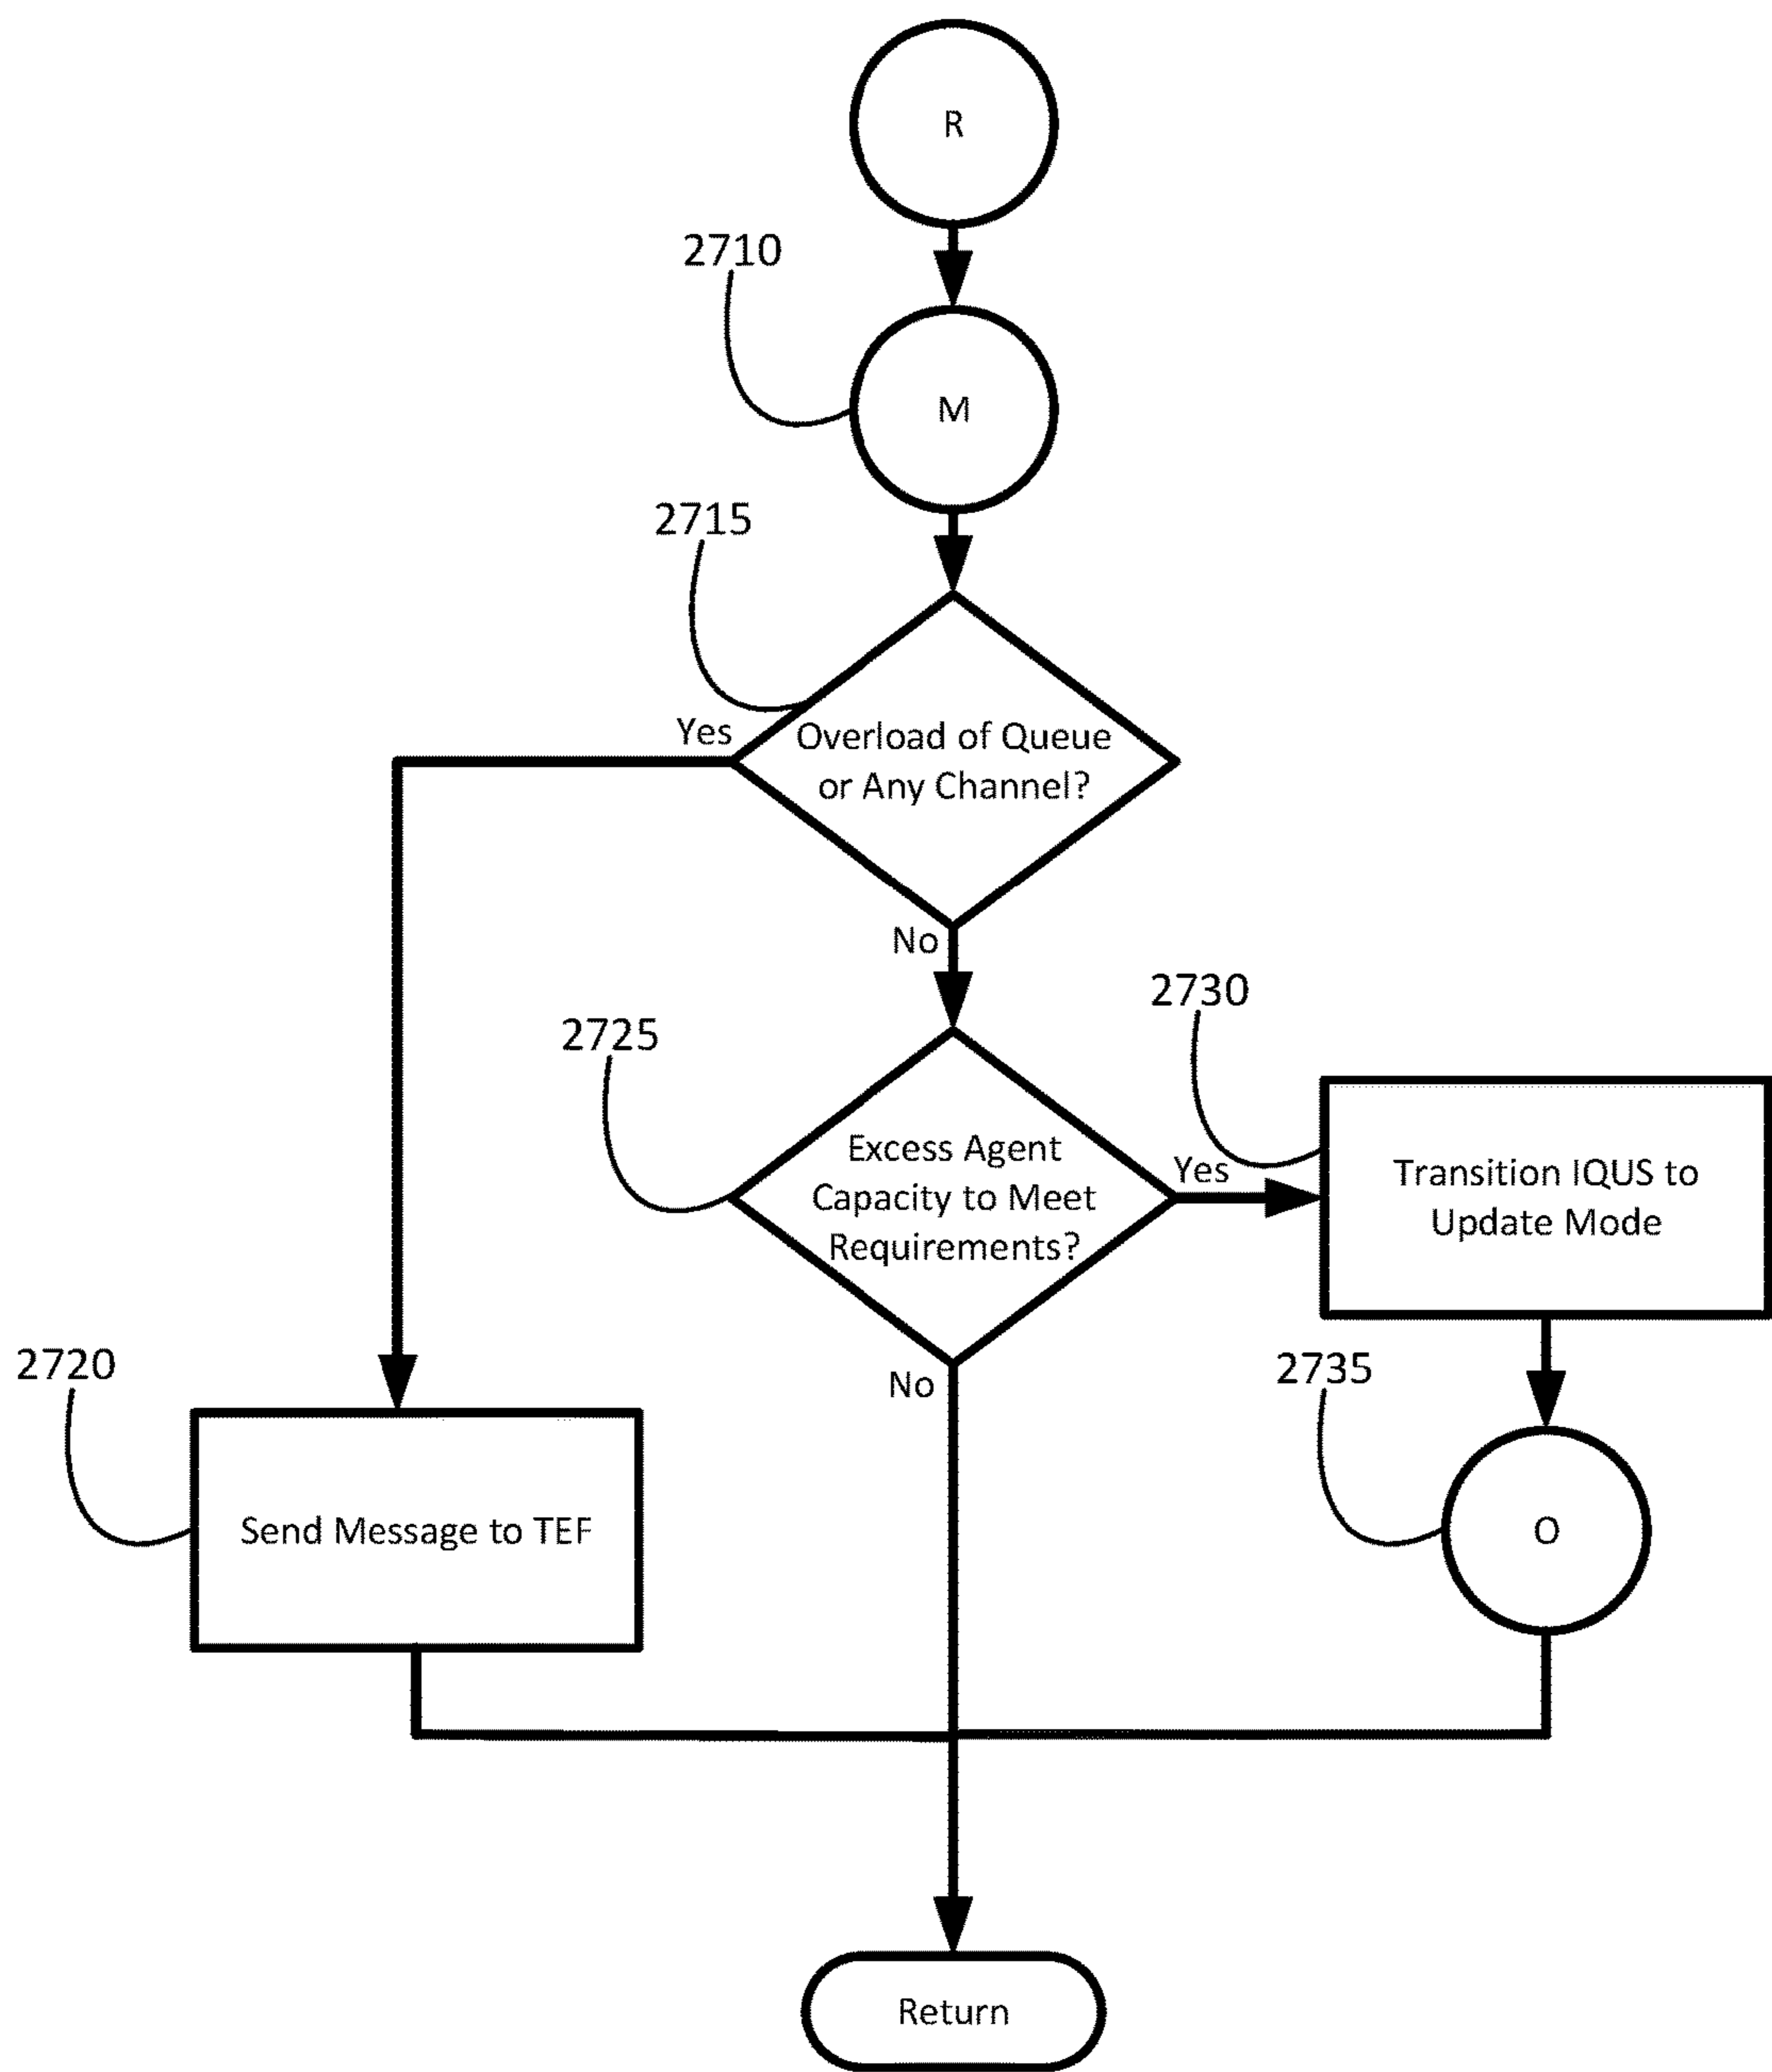 R
2710
M
2715
Yes
Overload of Queue
or Any Channel?
No
2730
2725
Excess Agent
Capacity to Meet
Requirements?
Yes
Transition IQUS to
Update Mode
No
2720
2735
Send Message to TEF
O
Return